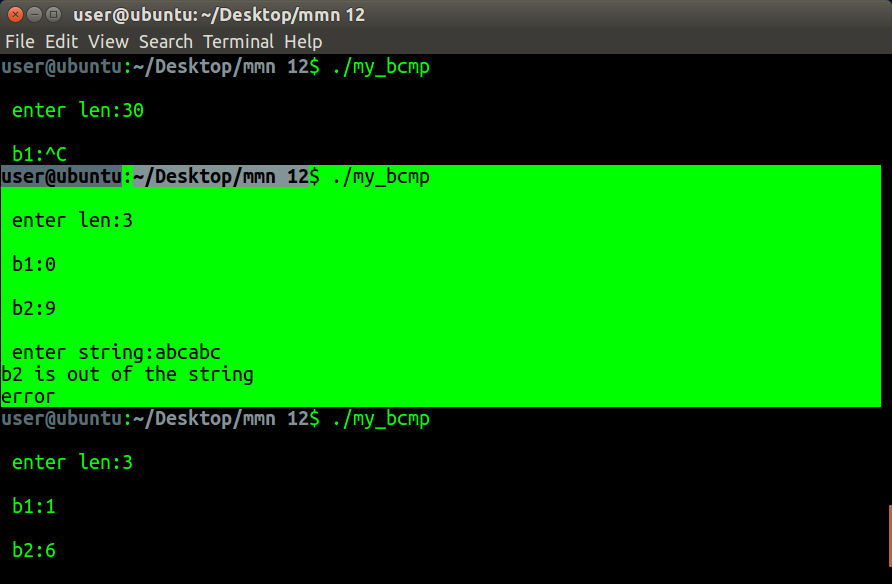 user@ubuntu: ~/Desktop/mmn 12
File Edit View Search Terminal Help
user@ubuntu:~/Desktop/mmn 12$ ./my_bcmp
enter len:30
b1:^C
user@ubuntu:~/Desktop/mmn 12$ ./my_bcmp
enter len:3
b1:0
b2:9
enter string:abcabc
b2 is out of the string
error
user@ubuntu:~/Desktop/mmn 12$ ./my_bcmp
enter len:3
b1:1
b2:6